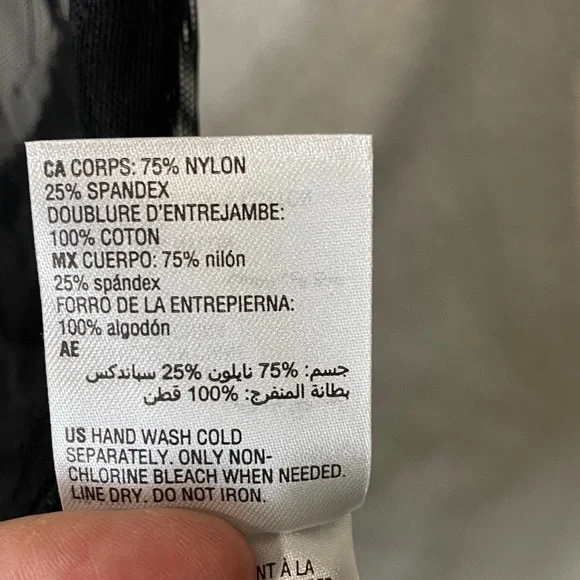 CA CORPS: 75% NYLON
25% SPANDEX
DOUBLURE D'ENTREJAMBE:
100% COTON
MX CUERPO: 75% nilón
25% spándex
FORRO DE LA ENTREPIERNA:
100% algodón
AE
جسم: 75% نايلون 25% سباندكس
بطانة المنفرج: 100% قطن
US HAND WASH COLD
SEPARATELY. ONLY NON-
CHLORINE BLEACH WHEN NEEDED.
LINE DRY. DO NOT IRON.
À LA